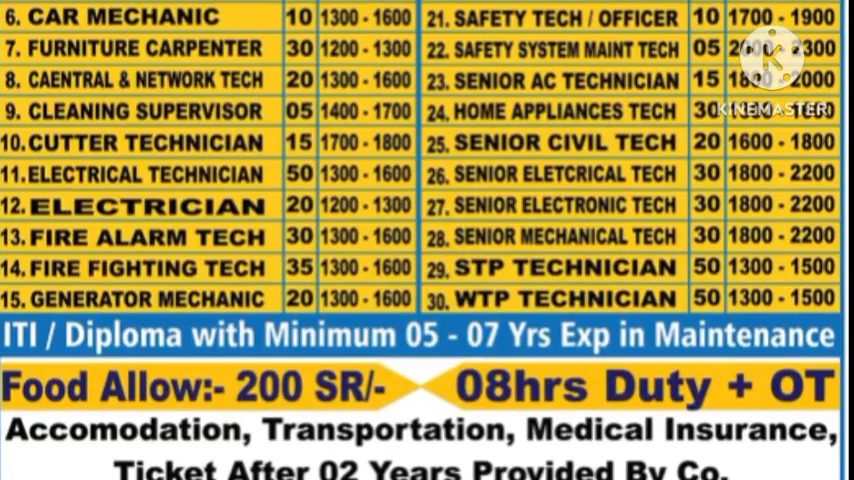 6. CAR MECHANIC 10 1300 - 1600
7. FURNITURE CARPENTER 30 1200 - 1300
8. CAENTRAL & NETWORK TECH 20 1300 - 1600
9. CLEANING SUPERVISOR 05 1400 - 1700
10. CUTTER TECHNICIAN 15 1700 - 1800
11. ELECTRICAL TECHNICIAN 50 1300 - 1600
12. ELECTRICIAN 20 1200 - 1300
13. FIRE ALARM TECH 30 1300 - 1600
14. FIRE FIGHTING TECH 35 1300 - 1600
15. GENERATOR MECHANIC 20 1300 - 1600
21. SAFETY TECH / OFFICER 10 1700 - 1900
22. SAFETY SYSTEM MAINT TECH 05
23. SENIOR AC TECHNICIAN 15
24. HOME APPLIANCES TECH 30
25. SENIOR CIVIL TECH 20 1600 - 1800
26. SENIOR ELETCRICAL TECH 30 1800 - 2200
27. SENIOR ELECTRONIC TECH 30 1800 - 2200
28. SENIOR MECHANICAL TECH 30 1800 - 2200
29. STP TECHNICIAN 50 1300 - 1500
30. WTP TECHNICIAN 50 1300 - 1500
KINEMASTER
ITI / Diploma with Minimum 05 - 07 Yrs Exp in Maintenance
Food Allow:- 200 SR/- 08hrs Duty + OT
Accomodation, Transportation, Medical Insurance,
Ticket After 02 Years Provided By Co.